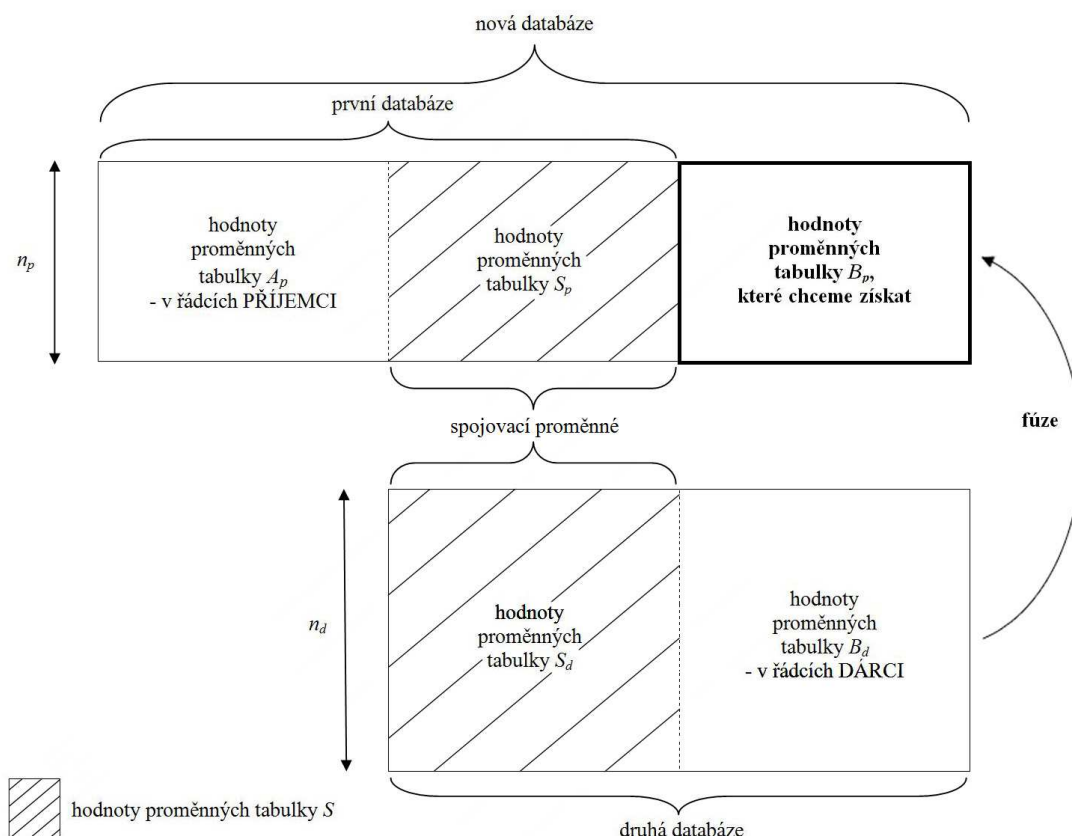 nová databáze
první databáze
n_p
hodnoty
proměnných
tabulky A_p
- v řádcích PŘÍJEMCI
hodnoty
proměnných
tabulky S_p
hodnoty
proměnných
tabulky B_p,
které chceme získat
spojovací proměnné
fúze
n_d
hodnoty
proměnných
tabulky S_d
hodnoty
proměnných
tabulky B_d
- v řádcích DÁRCI
hodnoty proměnných tabulky S
druhá databáze